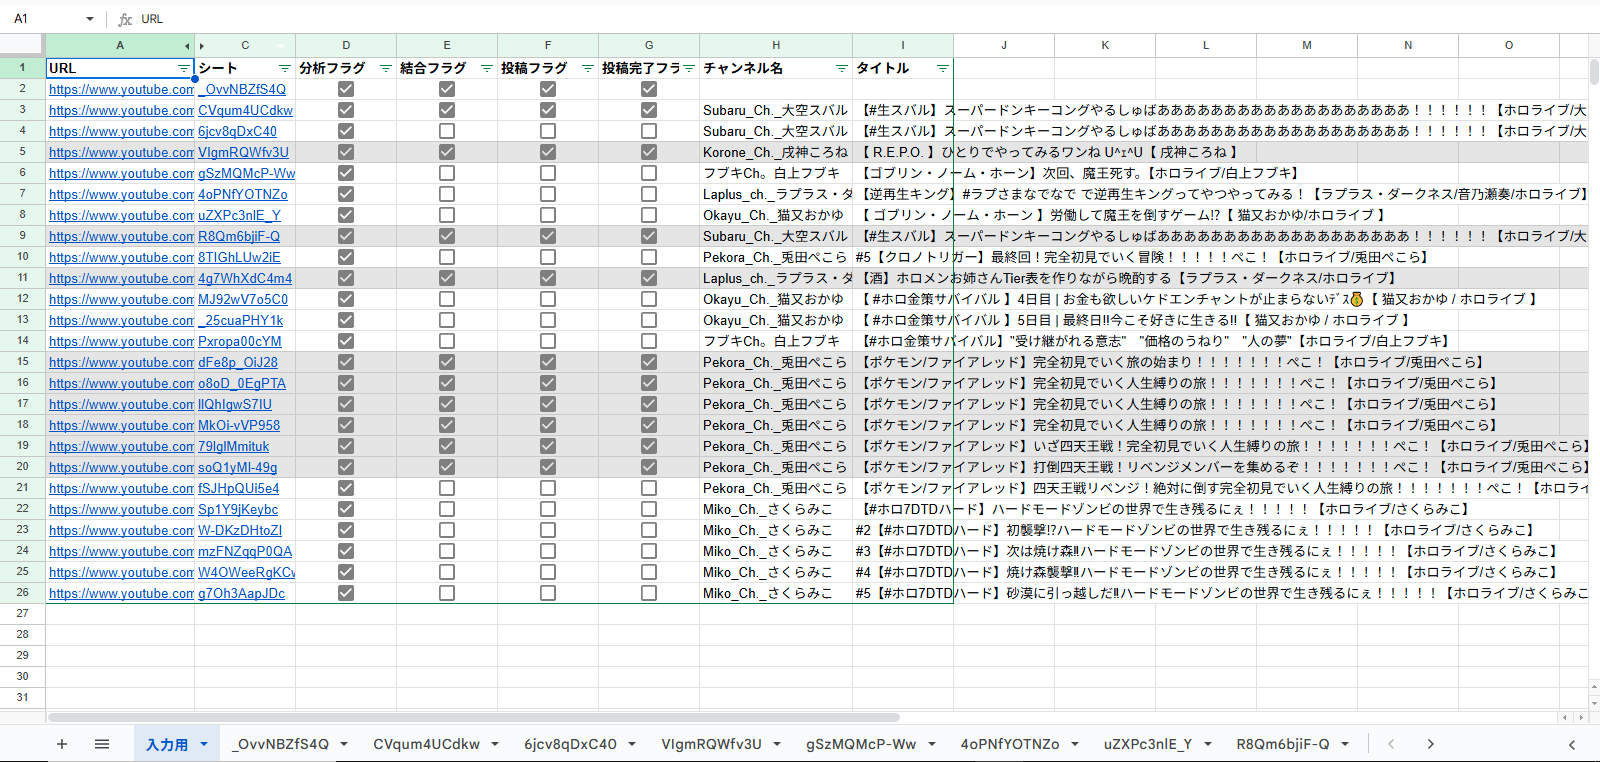 A1 fx URL
A C D E F G H I J K L M N O
1 URL シート 分析フラグ 結合フラグ 投稿フラグ 投稿完了フラ チャンネル名 タイトル
2 https://www.youtube.com _OvvNBZfS4Q
3 https://www.youtube.com CVqum4UCdkw Subaru_Ch._大空スバル 【#生スバル】スーパードンキーコングやるしゅばあああああああああああああああああああ！！！！！！【ホロライブ/大
4 https://www.youtube.com 6jcv8qDxC40 Subaru_Ch._大空スバル 【#生スバル】スーパードンキーコングやるしゅばあああああああああああああああああああ！！！！！！【ホロライブ/大
5 https://www.youtube.com VIgmRQWfv3U Korone_Ch._戌神ころね 【 R.E.P.O. 】ひとりでやってみるワンね U^ｪ^U【 戌神ころね 】
6 https://www.youtube.com gSzMQMcP-Ww フブキCh。白上フブキ 【ゴブリン・ノーム・ホーン】次回、魔王死す。【ホロライブ/白上フブキ】
7 https://www.youtube.com 4oPNfYOTNZo Laplus_ch._ラプラス・ダ 【逆再生キング】#ラプさまなでなで で逆再生キングってやつやってみる！【ラプラス・ダークネス/音乃瀬奏/ホロライブ】
8 https://www.youtube.com uZXPc3nlE_Y Okayu_Ch._猫又おかゆ 【 ゴブリン・ノーム・ホーン 】労働して魔王を倒すゲーム!?【 猫又おかゆ/ホロライブ 】
9 https://www.youtube.com R8Qm6bjiF-Q Subaru_Ch._大空スバル 【#生スバル】スーパードンキーコングやるしゅばあああああああああああああああああああ！！！！！！【ホロライブ/大
10 https://www.youtube.com 8TIGhLUw2iE Pekora_Ch._兎田ぺこら #5【クロノトリガー】最終回！完全初見でいく冒険！！！！！ぺこ！【ホロライブ/兎田ぺこら】
11 https://www.youtube.com 4g7WhXdC4m4 Laplus_ch._ラプラス・ダ 【酒】ホロメンお姉さんTier表を作りながら晩酌する【ラプラス・ダークネス/ホロライブ】
12 https://www.youtube.com MJ92wV7o5C0 Okayu_Ch._猫又おかゆ 【 #ホロ金策サバイバル 】4日目 | お金も欲しいケドエンチャントが止まらないﾃﾞｽ💰【 猫又おかゆ / ホロライブ 】
13 https://www.youtube.com _25cuaPHY1k Okayu_Ch._猫又おかゆ 【 #ホロ金策サバイバル 】5日目 | 最終日!!今こそ好きに生きる!!【 猫又おかゆ / ホロライブ 】
14 https://www.youtube.com Pxropa00cYM フブキCh。白上フブキ 【#ホロ金策サバイバル】"受け継がれる意志"　"価格のうねり"　"人の夢"【ホロライブ/白上フブキ】
15 https://www.youtube.com dFe8p_OiJ28 Pekora_Ch._兎田ぺこら 【ポケモン/ファイアレッド】完全初見でいく旅の始まり！！！！！！！ぺこ！【ホロライブ/兎田ぺこら】
16 https://www.youtube.com o8oD_0EgPTA Pekora_Ch._兎田ぺこら 【ポケモン/ファイアレッド】完全初見でいく人生縛りの旅！！！！！！！ぺこ！【ホロライブ/兎田ぺこら】
17 https://www.youtube.com lIQhIgwS7IU Pekora_Ch._兎田ぺこら 【ポケモン/ファイアレッド】完全初見でいく人生縛りの旅！！！！！！！ぺこ！【ホロライブ/兎田ぺこら】
18 https://www.youtube.com MkOi-vVP958 Pekora_Ch._兎田ぺこら 【ポケモン/ファイアレッド】完全初見でいく人生縛りの旅！！！！！！！ぺこ！【ホロライブ/兎田ぺこら】
19 https://www.youtube.com 79lglMmituk Pekora_Ch._兎田ぺこら 【ポケモン/ファイアレッド】いざ四天王戦！完全初見でいく人生縛りの旅！！！！！！！ぺこ！【ホロライブ/兎田ぺこら】
20 https://www.youtube.com soQ1yMl-49g Pekora_Ch._兎田ぺこら 【ポケモン/ファイアレッド】打倒四天王戦！リベンジメンバーを集めるぞ！！！！！！！ぺこ！【ホロライブ/兎田ぺこら】
21 https://www.youtube.com fSJHpQUi5e4 Pekora_Ch._兎田ぺこら 【ポケモン/ファイアレッド】四天王戦リベンジ！絶対に倒す完全初見でいく人生縛りの旅！！！！！！！ぺこ！【ホロライ
22 https://www.youtube.com Sp1Y9jKeybc Miko_Ch._さくらみこ 【#ホロ7DTDハード】ハードモードゾンビの世界で生き残るにぇ！！！！！【ホロライブ/さくらみこ】
23 https://www.youtube.com W-DKzDHtoZI Miko_Ch._さくらみこ #2【#ホロ7DTDハード】初襲撃!?ハードモードゾンビの世界で生き残るにぇ！！！！！【ホロライブ/さくらみこ】
24 https://www.youtube.com mzFNZqgP0QA Miko_Ch._さくらみこ #3【#ホロ7DTDハード】次は焼け森‼ハードモードゾンビの世界で生き残るにぇ！！！！！【ホロライブ/さくらみこ】
25 https://www.youtube.com W4OWeeRgKCw Miko_Ch._さくらみこ #4【#ホロ7DTDハード】焼け森襲撃‼ハードモードゾンビの世界で生き残るにぇ！！！！！【ホロライブ/さくらみこ】
26 https://www.youtube.com g7Oh3AapJDc Miko_Ch._さくらみこ #5【#ホロ7DTDハード】砂漠に引っ越しだ‼ハードモードゾンビの世界で生き残るにぇ！！！！！【ホロライブ/さくらみこ
27
28
29
30
31
入力用 _OvvNBZfS4Q CVqum4UCdkw 6jcv8qDxC40 VIgmRQWfv3U gSzMQMcP-Ww 4oPNfYOTNZo uZXPc3nlE_Y R8Qm6bjiF-Q